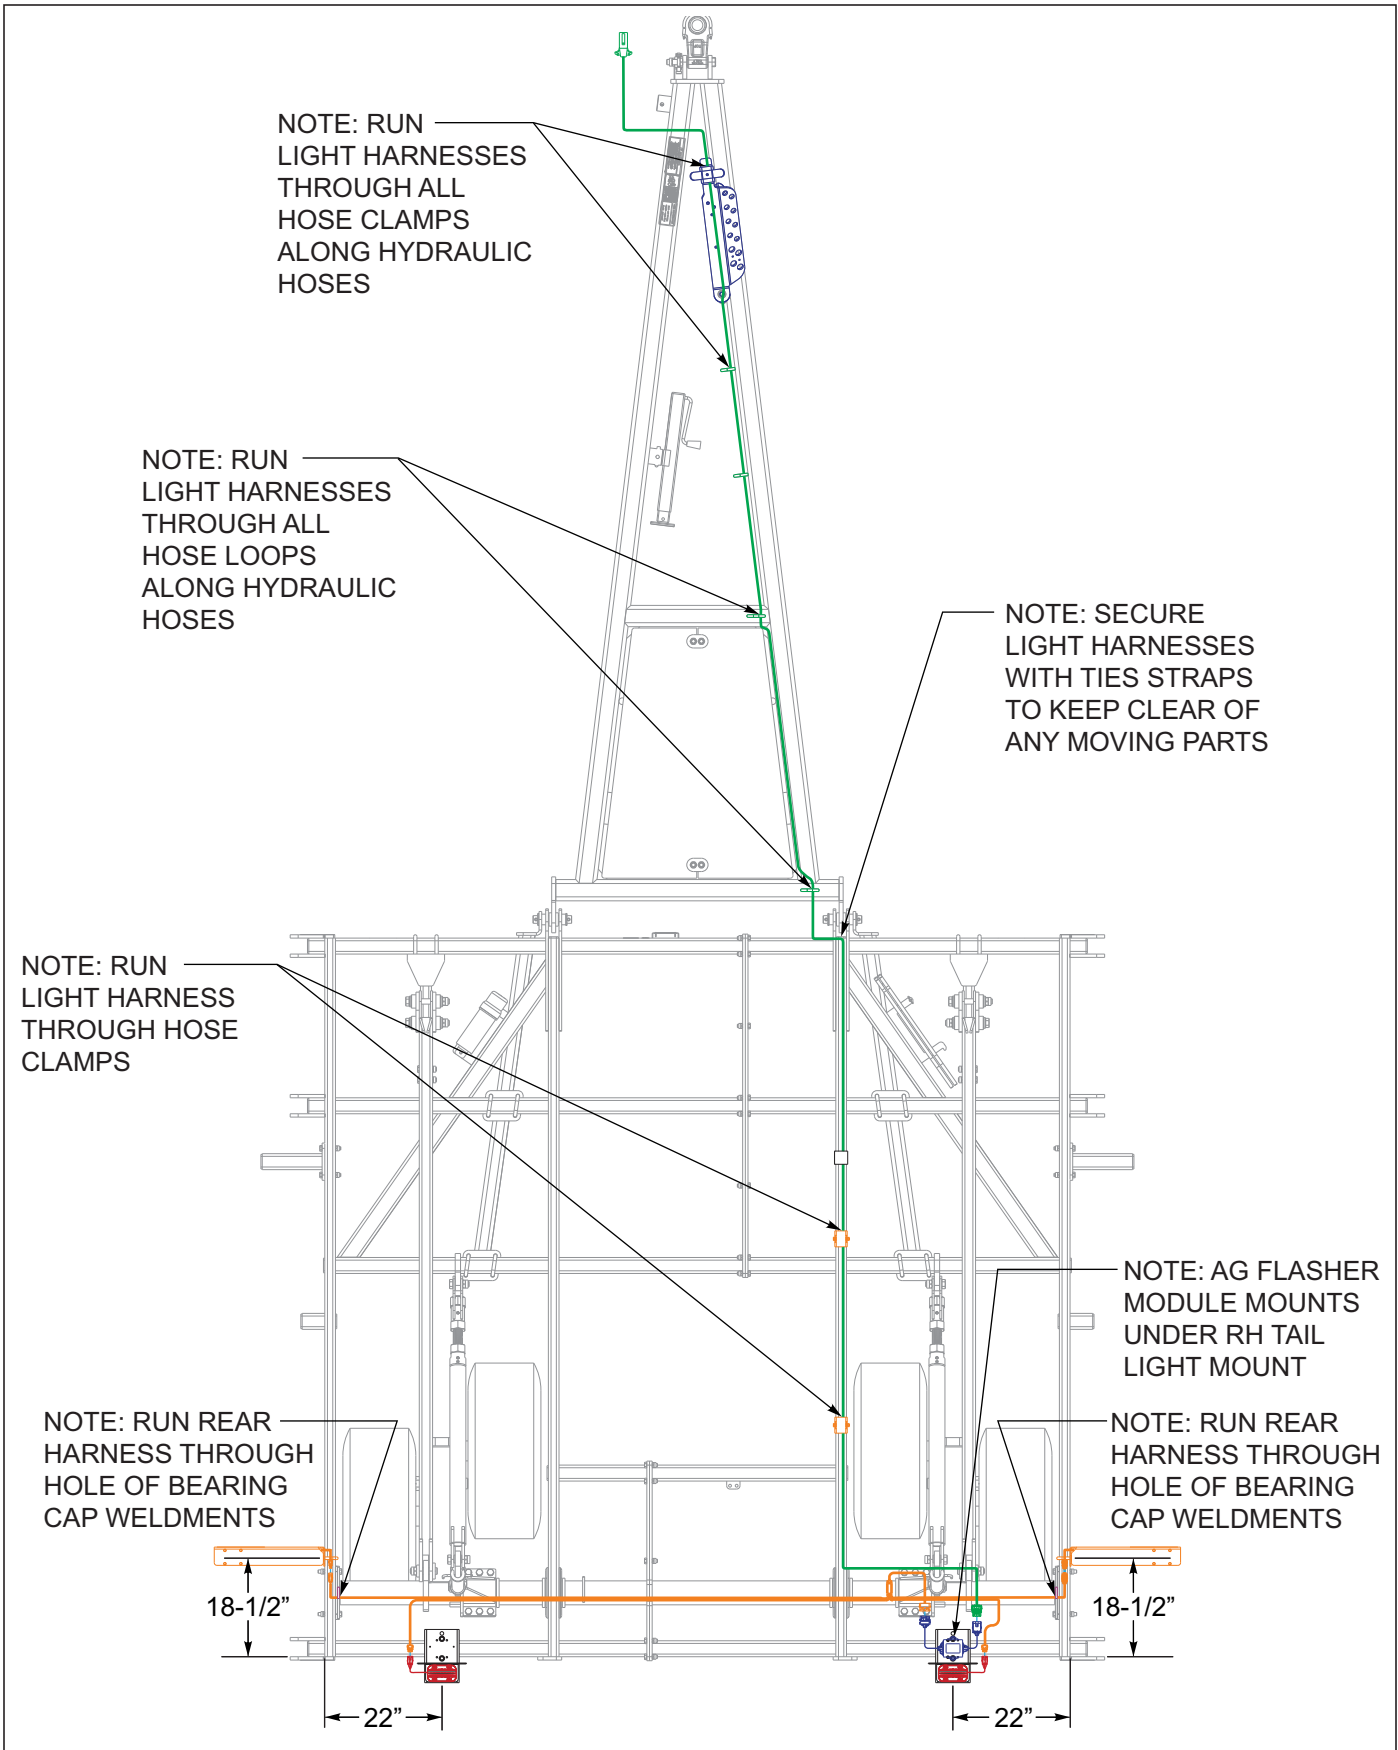 NOTE: RUN
LIGHT HARNESSES
THROUGH ALL
HOSE CLAMPS
ALONG HYDRAULIC
HOSES
NOTE: RUN
LIGHT HARNESSES
THROUGH ALL
HOSE LOOPS
ALONG HYDRAULIC
HOSES
NOTE: SECURE
LIGHT HARNESSES
WITH TIES STRAPS
TO KEEP CLEAR OF
ANY MOVING PARTS
NOTE: RUN
LIGHT HARNESS
THROUGH HOSE
CLAMPS
NOTE: AG FLASHER
MODULE MOUNTS
UNDER RH TAIL
LIGHT MOUNT
NOTE: RUN REAR
HARNESS THROUGH
HOLE OF BEARING
CAP WELDMENTS
NOTE: RUN REAR
HARNESS THROUGH
HOLE OF BEARING
CAP WELDMENTS
18-1/2”
18-1/2”
22”
22”